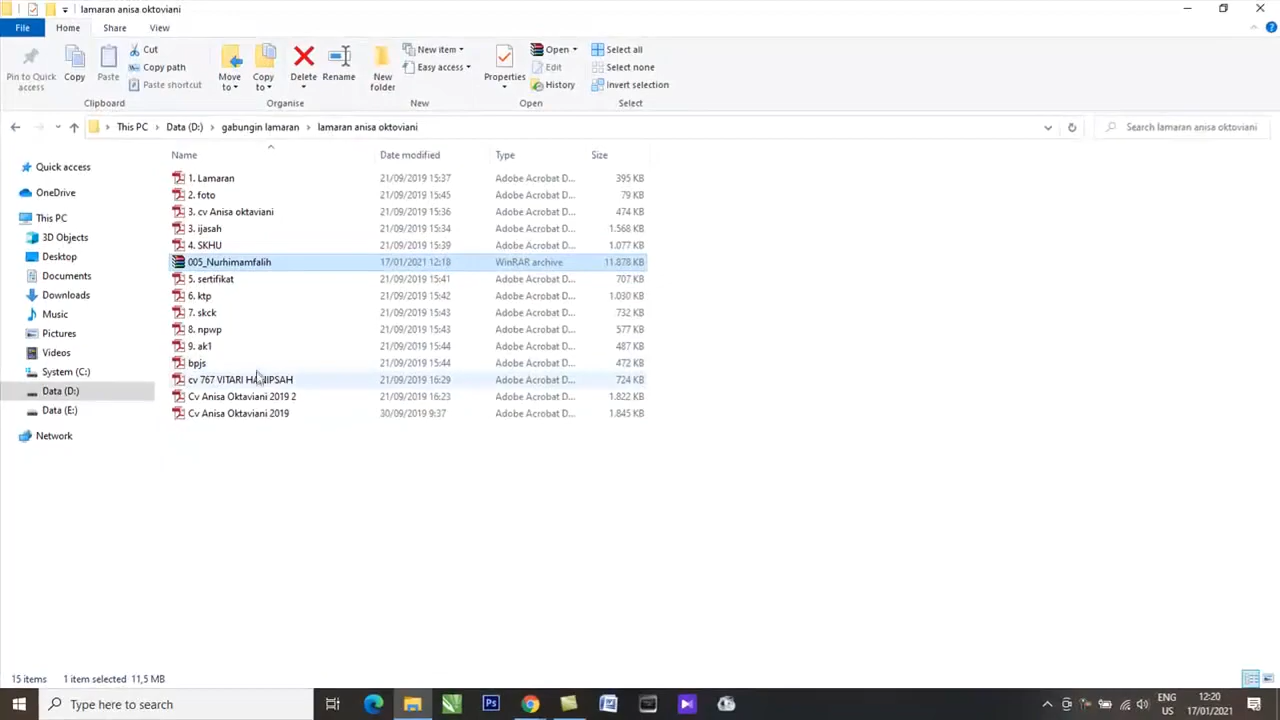 lamaran anisa oktoviani
File Home Share View
Pin to Quick access
Copy
Paste
Cut
Copy path
Paste shortcut
Clipboard
Move to
Copy to
Delete
Rename
Organise
New folder
New item
Easy access
New
Properties
Open
Edit
History
Open
Select all
Select none
Invert selection
Select
This PC > Data (D:) > gabungin lamaran > lamaran anisa oktoviani
Search lamaran anisa oktoviani
Quick access
OneDrive
This PC
3D Objects
Desktop
Documents
Downloads
Music
Pictures
Videos
System (C:)
Data (D:)
Data (E:)
Network
Name Date modified Type Size
1. Lamaran 21/09/2019 15:37 Adobe Acrobat D... 395 KB
2. foto 21/09/2019 15:45 Adobe Acrobat D... 79 KB
3. cv Anisa oktaviani 21/09/2019 15:36 Adobe Acrobat D... 474 KB
3. ijasah 21/09/2019 15:34 Adobe Acrobat D... 1.568 KB
4. SKHU 21/09/2019 15:39 Adobe Acrobat D... 1.077 KB
005_Nurhimamfalih 17/01/2021 12:18 WinRAR archive 11.878 KB
5. sertifikat 21/09/2019 15:41 Adobe Acrobat D... 707 KB
6. ktp 21/09/2019 15:42 Adobe Acrobat D... 1.030 KB
7. skck 21/09/2019 15:43 Adobe Acrobat D... 732 KB
8. npwp 21/09/2019 15:43 Adobe Acrobat D... 577 KB
9. ak1 21/09/2019 15:44 Adobe Acrobat D... 487 KB
bpjs 21/09/2019 15:44 Adobe Acrobat D... 472 KB
cv 767 VITARI 21/09/2019 16:29 Adobe Acrobat D... 724 KB
Cv Anisa Oktaviani 2019 2 21/09/2019 16:23 Adobe Acrobat D... 1.822 KB
Cv Anisa Oktaviani 2019 30/09/2019 9:37 Adobe Acrobat D... 1.845 KB
15 items 1 item selected 11,5 MB
Type here to search
Ps
ENG
US
12:20
17/01/2021